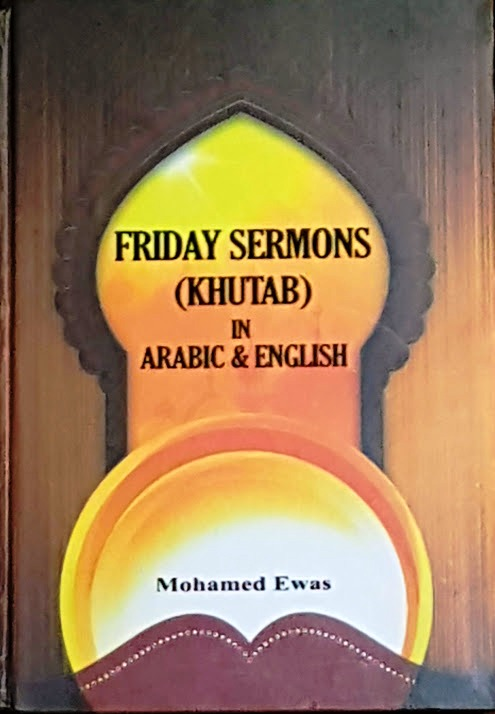 FRIDAY SERMONS
(KHUTAB)
IN
ARABIC & ENGLISH
Mohamed Ewas